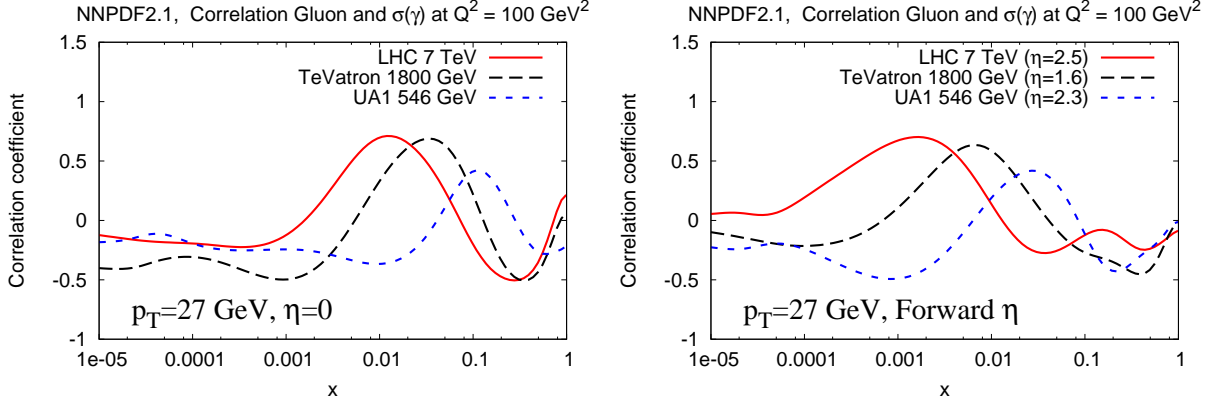 NNPDF2.1, Correlation Gluon and σ(γ) at Q² = 100 GeV²
Correlation coefficient
1.5
1
0.5
0
-0.5
-1
LHC 7 TeV
TeVatron 1800 GeV
UA1 546 GeV
p_T=27 GeV, η=0
1e-05 0.0001 0.001 0.01 0.1 1
x
NNPDF2.1, Correlation Gluon and σ(γ) at Q² = 100 GeV²
Correlation coefficient
1.5
1
0.5
0
-0.5
-1
LHC 7 TeV (η=2.5)
TeVatron 1800 GeV (η=1.6)
UA1 546 GeV (η=2.3)
p_T=27 GeV, Forward η
1e-05 0.0001 0.001 0.01 0.1 1
x